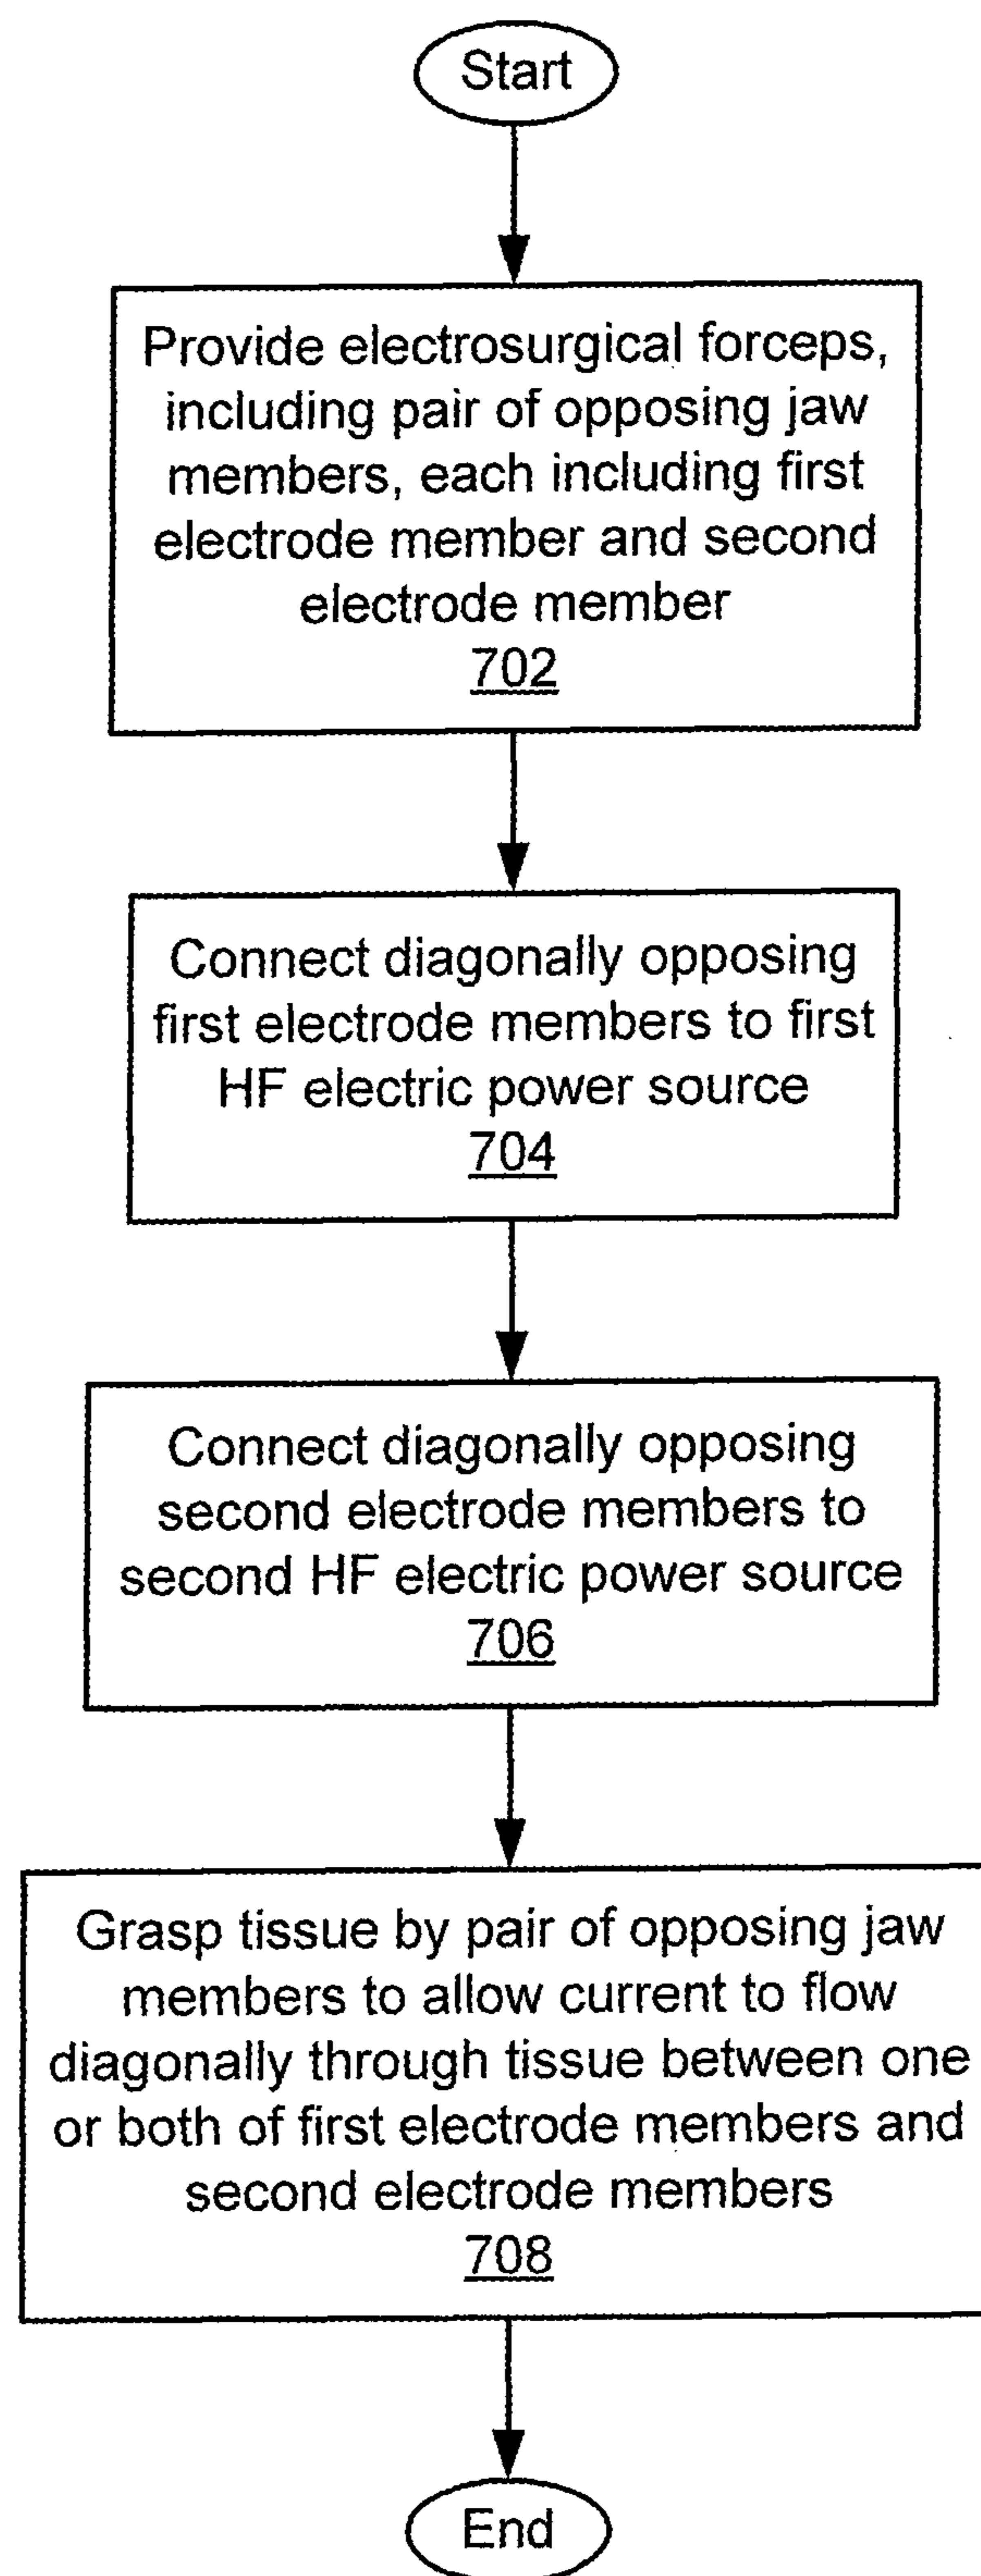 Start
Provide electrosurgical forceps,
including pair of opposing jaw
members, each including first
electrode member and second
electrode member
702
Connect diagonally opposing
first electrode members to first
HF electric power source
704
Connect diagonally opposing
second electrode members to
second HF electric power source
706
Grasp tissue by pair of opposing jaw
members to allow current to flow
diagonally through tissue between one
or both of first electrode members and
second electrode members
708
End